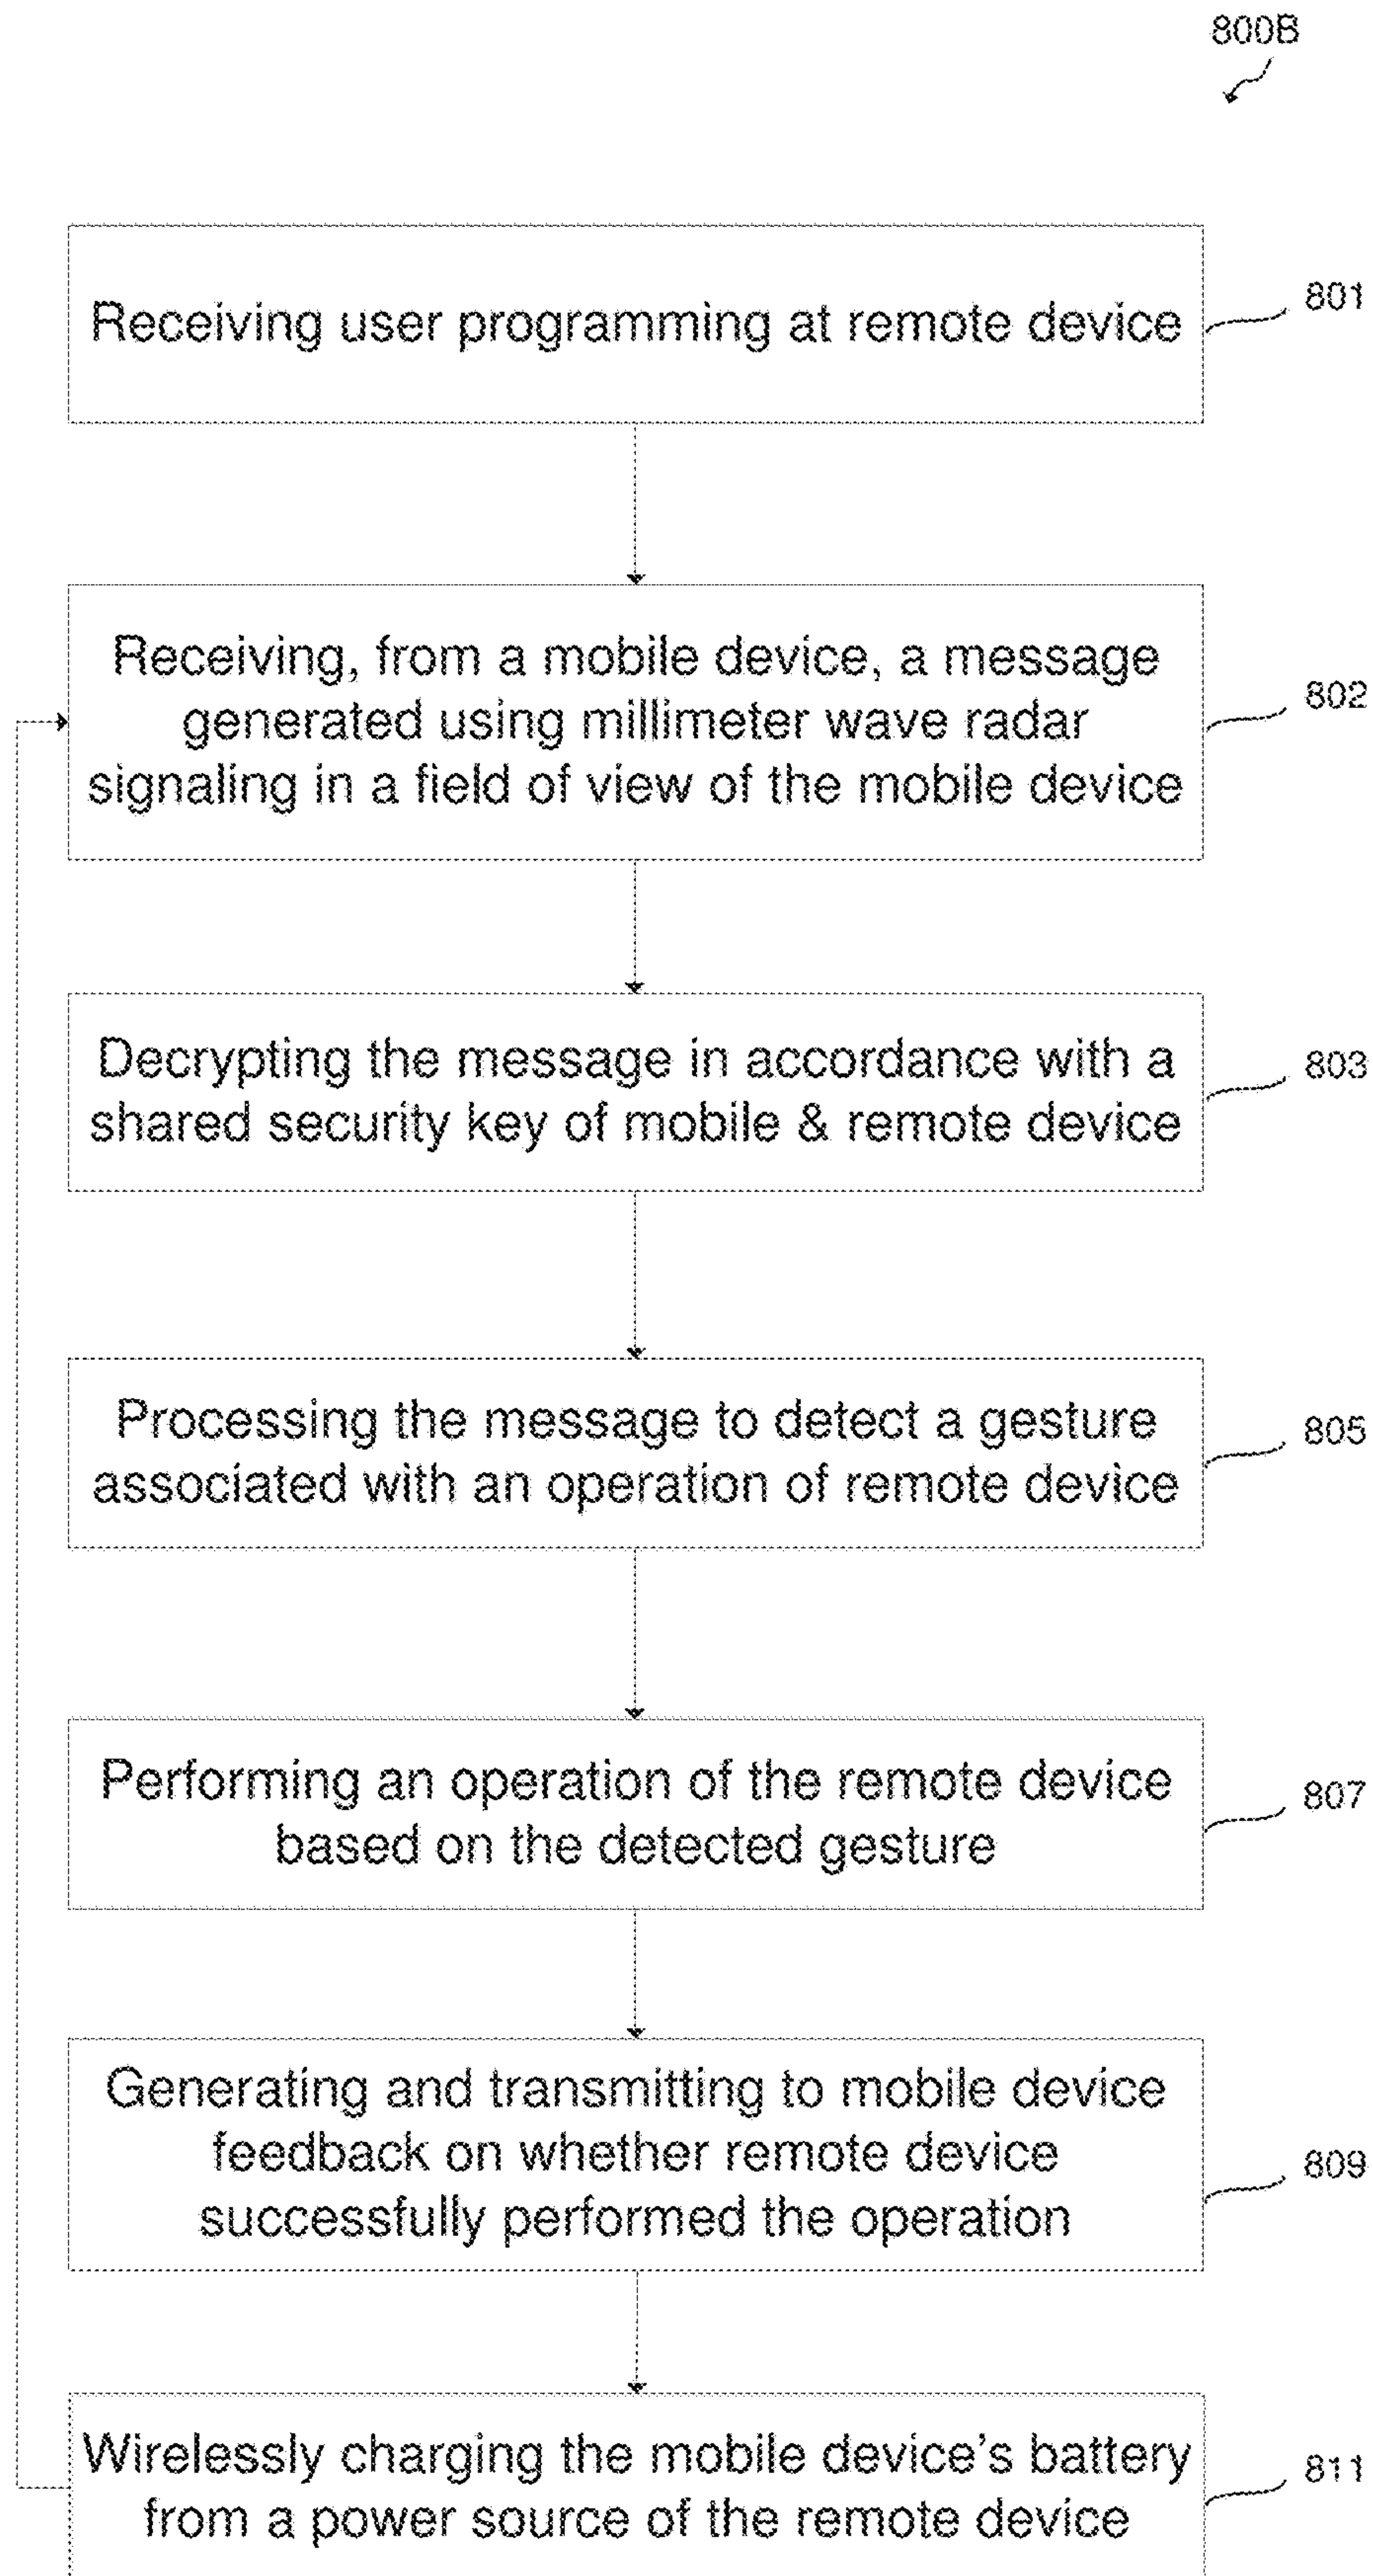 800B
Receiving user programming at remote device
801
Receiving, from a mobile device, a message
generated using millimeter wave radar
signaling in a field of view of the mobile device
802
Decrypting the message in accordance with a
shared security key of mobile & remote device
803
Processing the message to detect a gesture
associated with an operation of remote device
805
Performing an operation of the remote device
based on the detected gesture
807
Generating and transmitting to mobile device
feedback on whether remote device
successfully performed the operation
809
Wirelessly charging the mobile device's battery
from a power source of the remote device
811